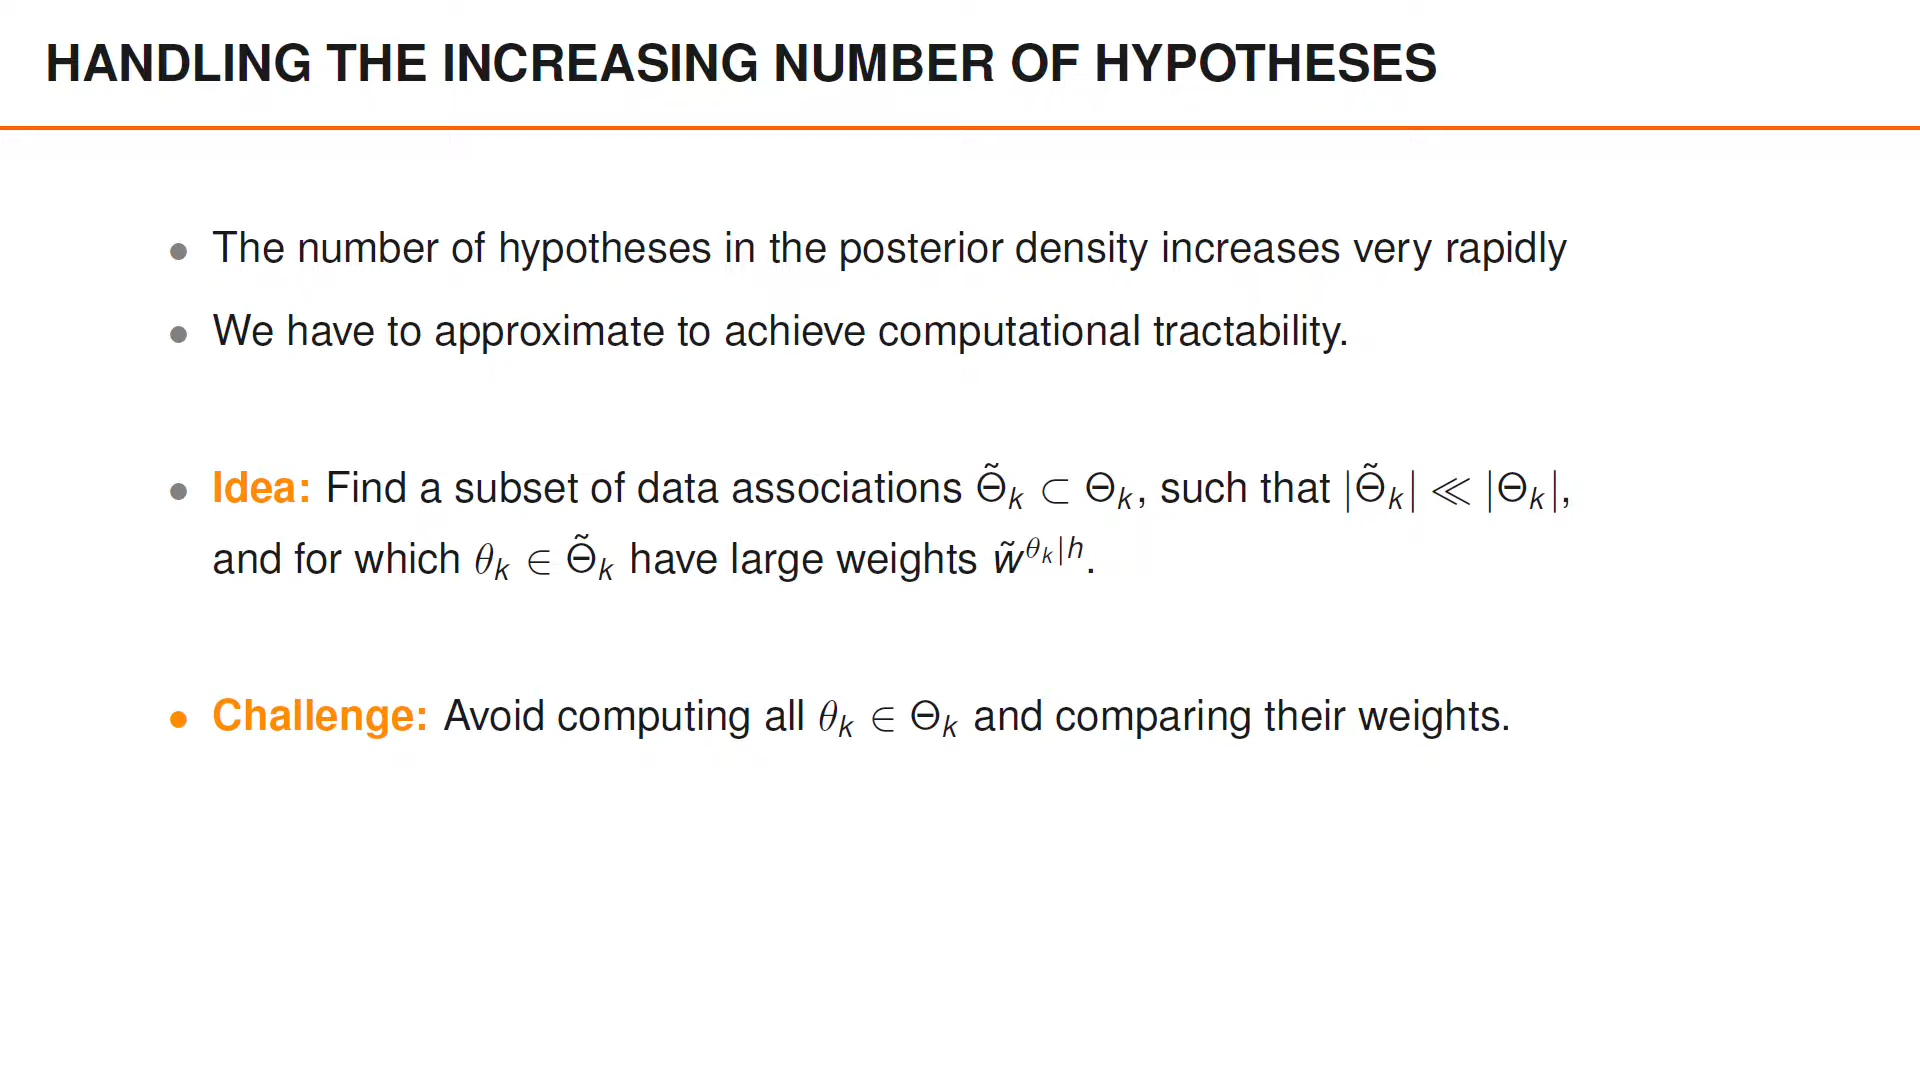 HANDLING THE INCREASING NUMBER OF HYPOTHESES
• The number of hypotheses in the posterior density increases very rapidly
• We have to approximate to achieve computational tractability.
• Idea: Find a subset of data associations Θ̃ₖ ⊂ Θₖ, such that |Θ̃ₖ| ≪ |Θₖ|,
and for which θₖ ∈ Θ̃ₖ have large weights w̃^{θₖ|h}.
• Challenge: Avoid computing all θₖ ∈ Θₖ and comparing their weights.